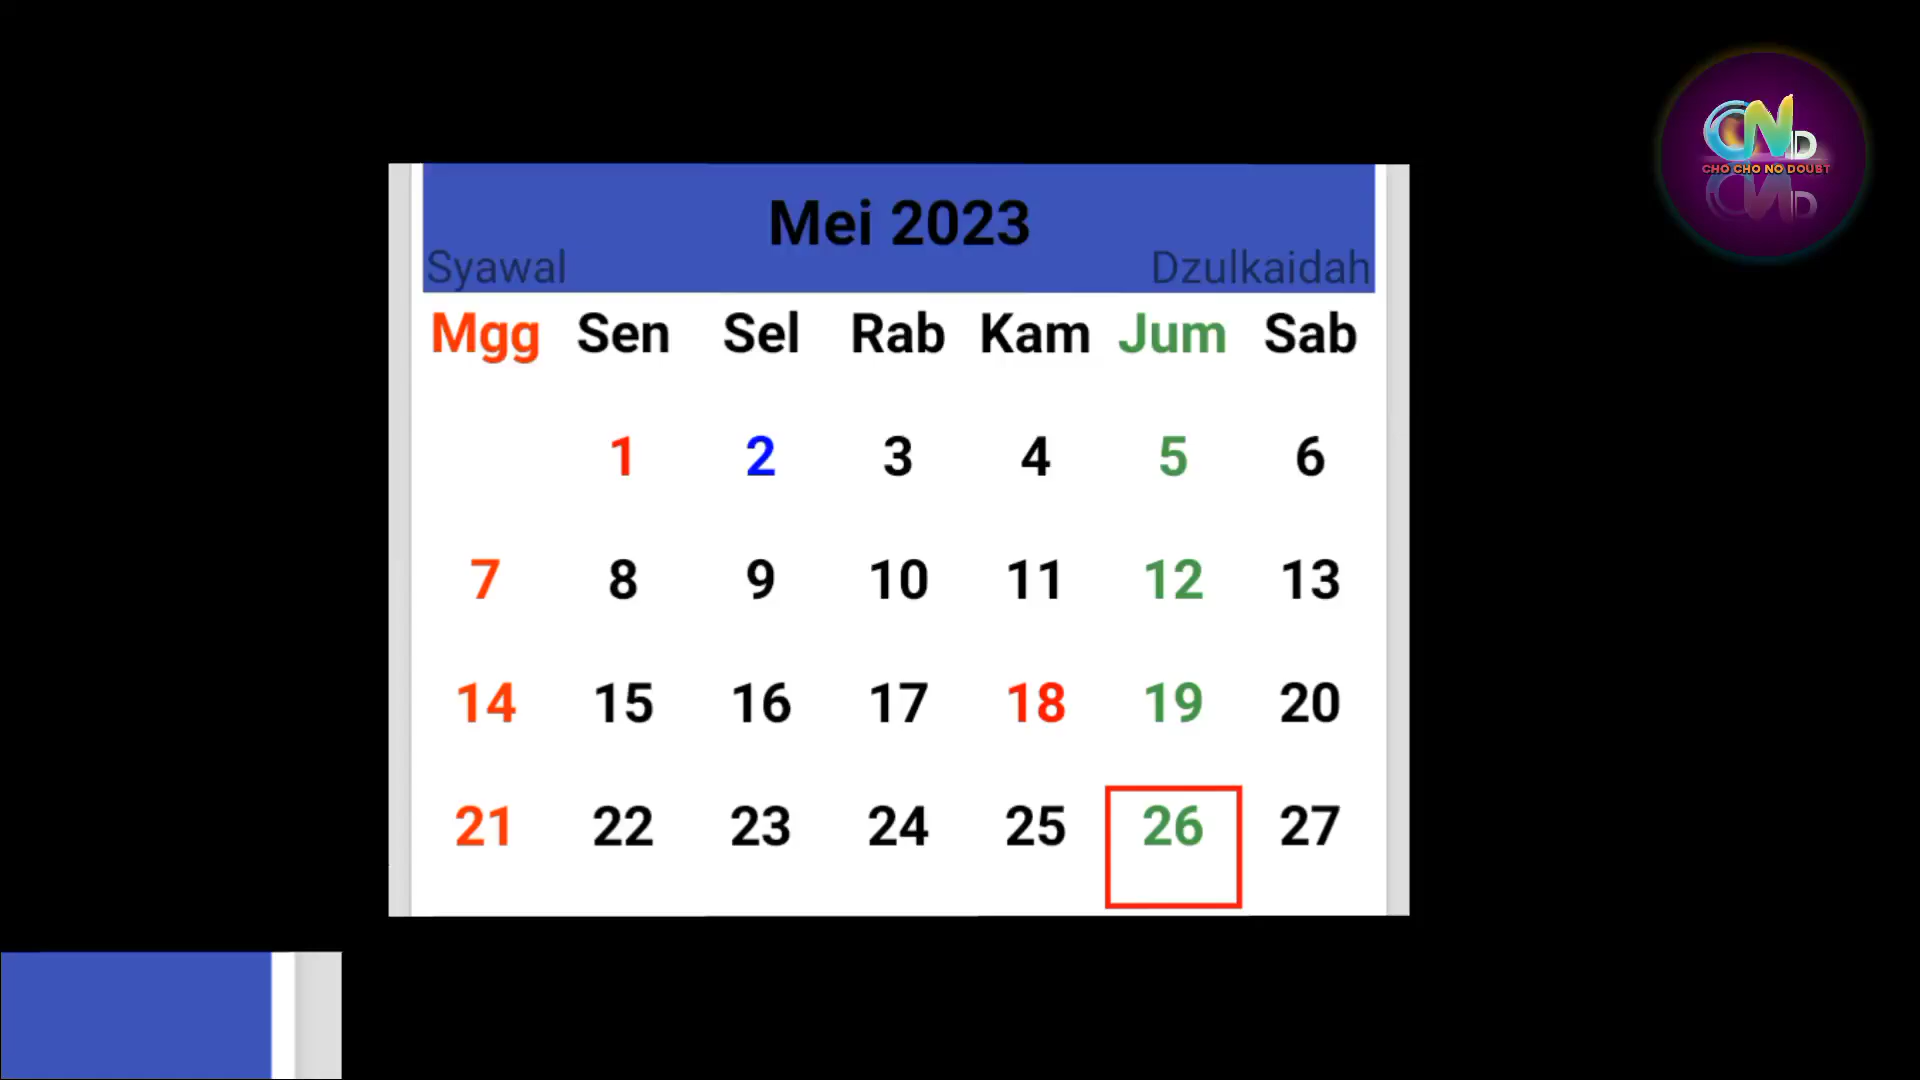 CND
CHO CHO NO DOUBT
Mei 2023
Syawal Dzulkaidah
Mgg Sen Sel Rab Kam Jum Sab
1 2 3 4 5 6
7 8 9 10 11 12 13
14 15 16 17 18 19 20
21 22 23 24 25 26 27